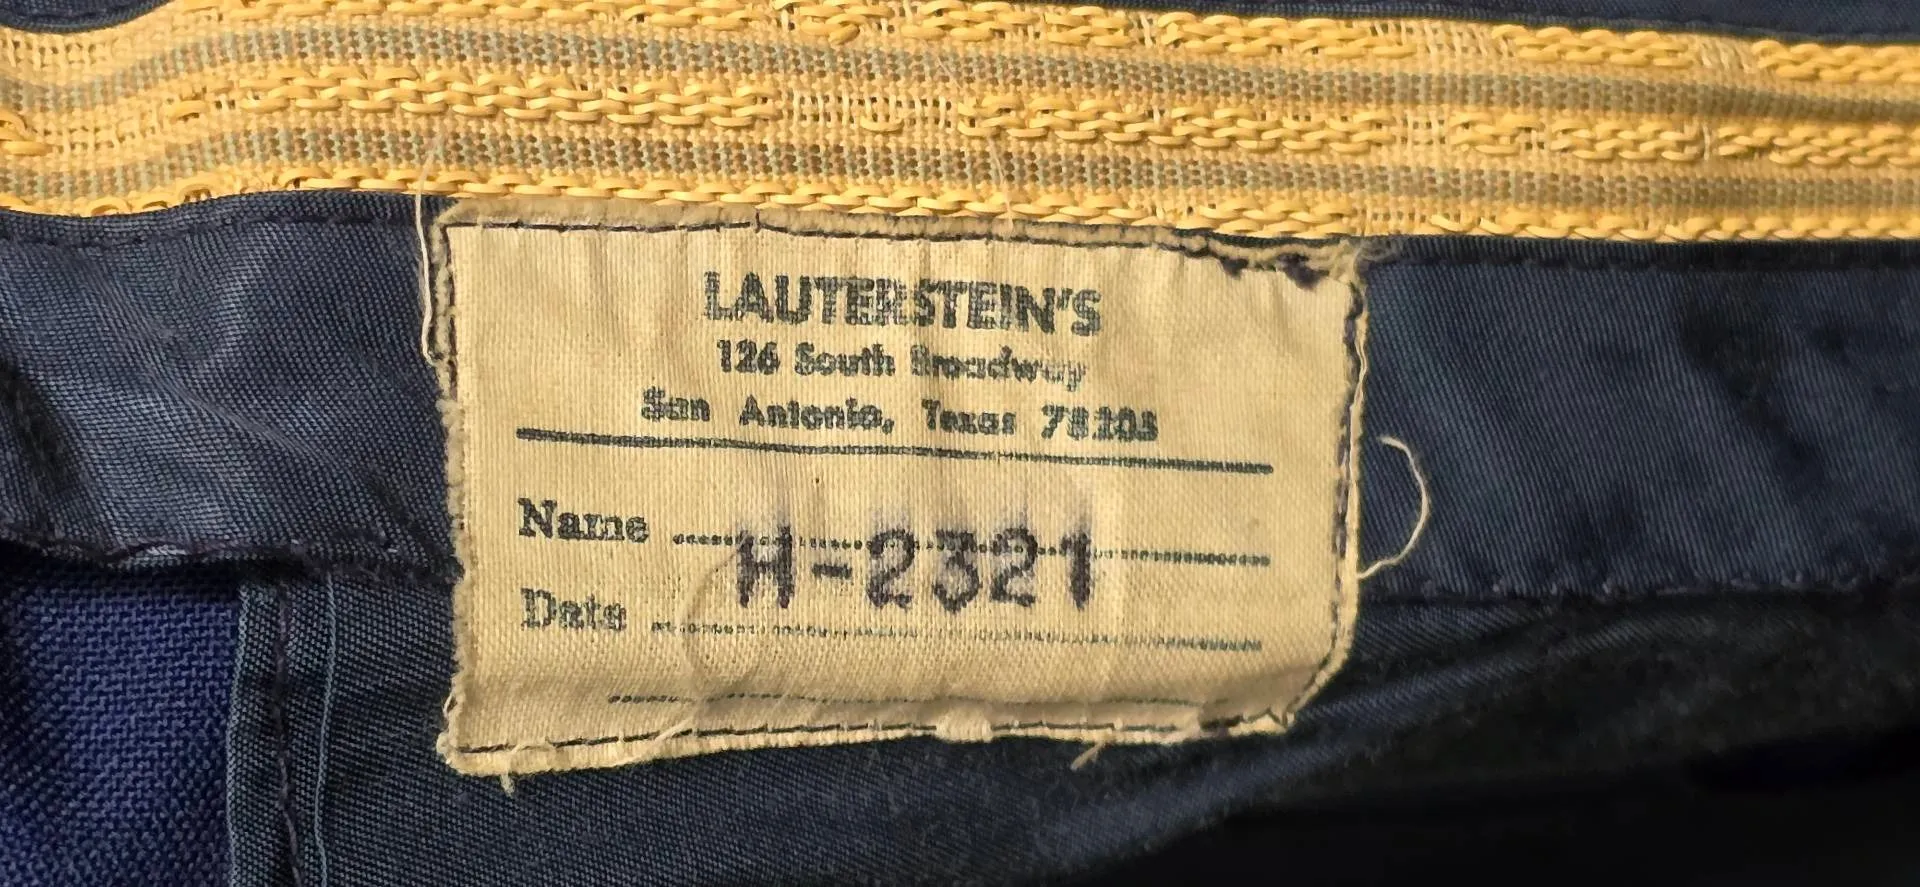 LAUTERSTEIN'S
126 South Broadway
San Antonio, Texas 78205
Name H-2321
Date